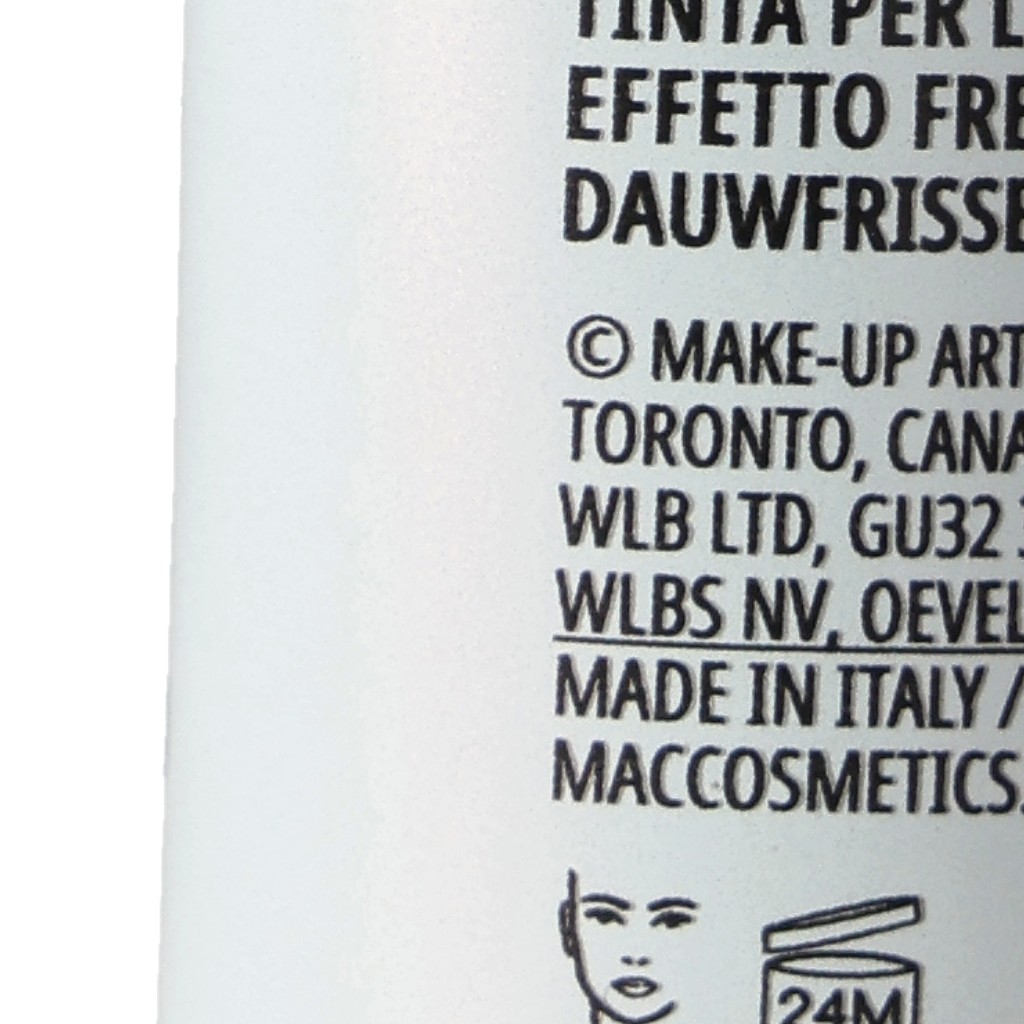 TINTA PER L
EFFETTO FRE
DAUWFRISSE
© MAKE-UP ART
TORONTO, CANA
WLB LTD, GU32
WLBS NV, OEVEL
MADE IN ITALY /
MACCOSMETICS.
24M